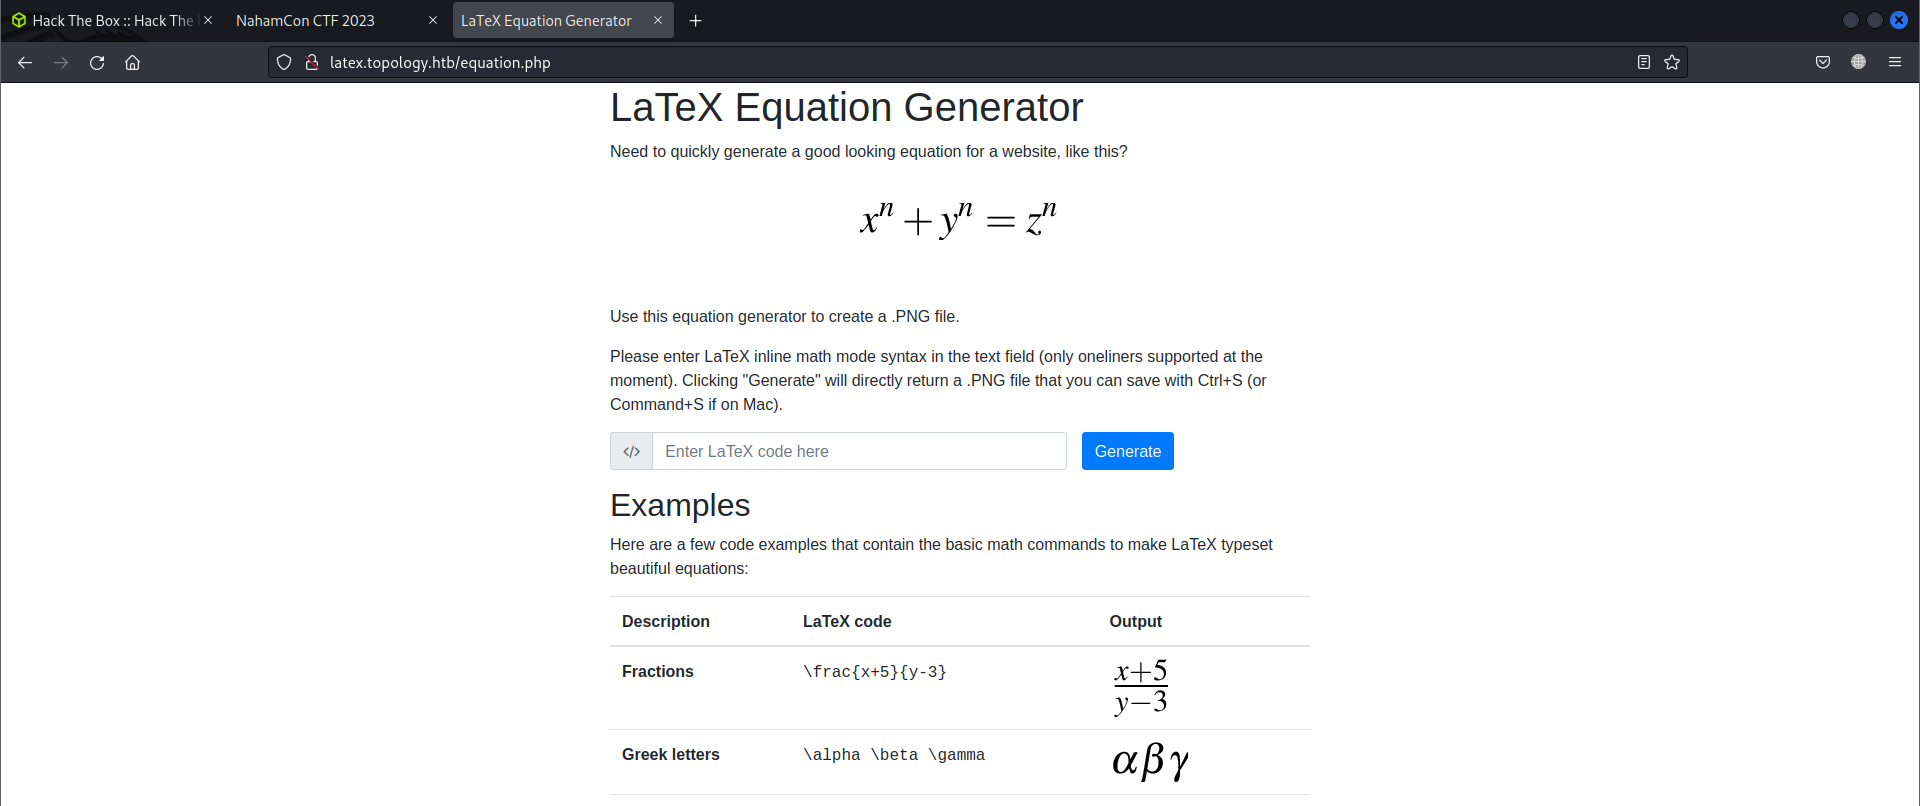 Hack The Box :: Hack The
NahamCon CTF 2023
LaTeX Equation Generator
latex.topology.htb/equation.php
LaTeX Equation Generator
Need to quickly generate a good looking equation for a website, like this?
xⁿ + yⁿ = zⁿ
Use this equation generator to create a .PNG file.
Please enter LaTeX inline math mode syntax in the text field (only oneliners supported at the
moment). Clicking "Generate" will directly return a .PNG file that you can save with Ctrl+S (or
Command+S if on Mac).
</> Enter LaTeX code here Generate
Examples
Here are a few code examples that contain the basic math commands to make LaTeX typeset
beautiful equations:
Description LaTeX code Output
Fractions \frac{x+5}{y-3} x+5
y−3
Greek letters \alpha \beta \gamma αβγ